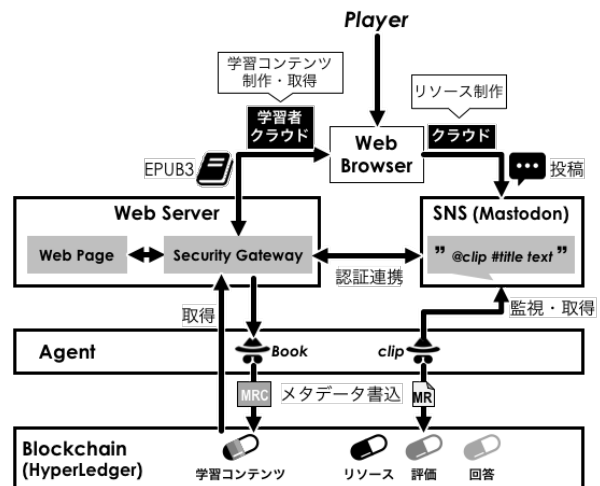 Player
学習コンテンツ
制作・取得
リソース制作
学習者
クラウド
Web
Browser
クラウド
EPUB3
投稿
Web Server
SNS (Mastodon)
Web Page
Security Gateway
" @clip #title text "
認証連携
取得
監視・取得
Agent
Book
clip
MRC
メタデータ書込
MR
Blockchain
(HyperLedger)
学習コンテンツ
リソース
評価
回答